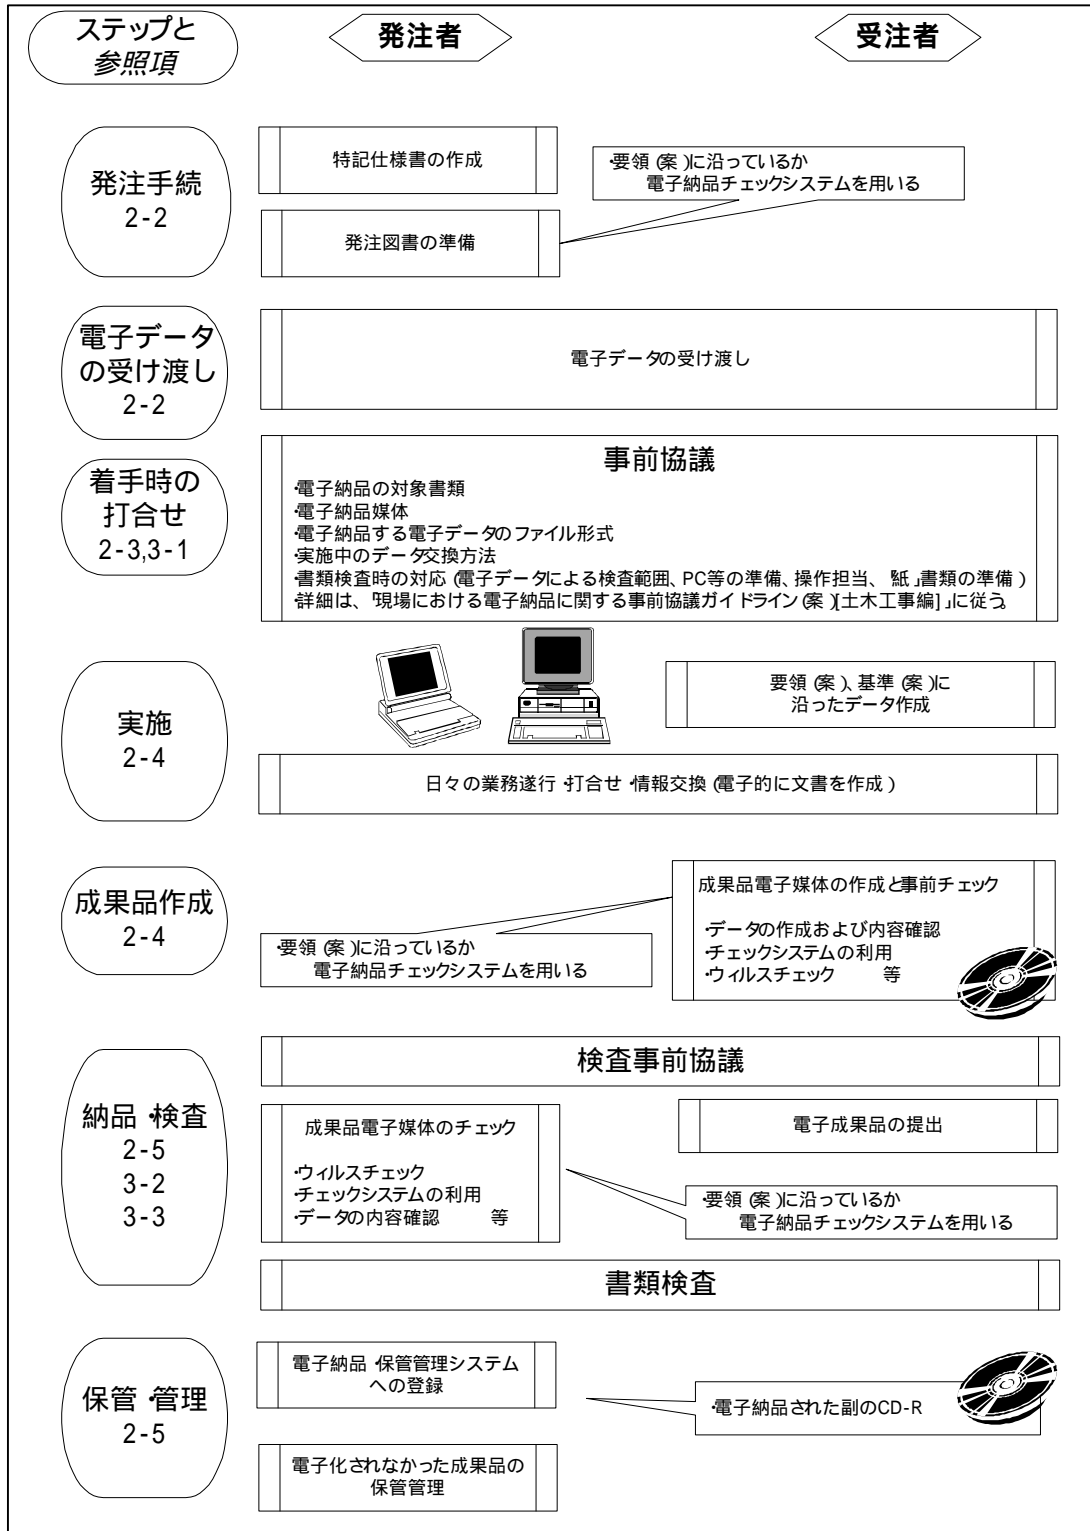 ステップと
参照項
発注者
受注者
発注手続
2-2
特記仕様書の作成
・要領(案)に沿っているか
電子納品チェックシステムを用いる
発注図書の準備
電子データ
の受け渡し
2-2
電子データの受け渡し
着手時の
打合せ
2-3,3-1
事前協議
・電子納品の対象書類
・電子納品媒体
・電子納品する電子データのファイル形式
・実施中のデータ交換方法
・書類検査時の対応(電子データによる検査範囲、PC等の準備、操作担当、「紙」書類の準備)
・詳細は、「現場における電子納品に関する事前協議ガイドライン(案)[土木工事編]」に従う。
実施
2-4
要領(案)、基準(案)に
沿ったデータ作成
日々の業務遂行・打合せ・情報交換(電子的に文書を作成)
成果品作成
2-4
成果品電子媒体の作成と事前チェック
・データの作成および内容確認
・チェックシステムの利用
・ウィルスチェック 等
・要領(案)に沿っているか
電子納品チェックシステムを用いる
納品・検査
2-5
3-2
3-3
検査事前協議
成果品電子媒体のチェック
・ウィルスチェック
・チェックシステムの利用
・データの内容確認 等
電子成果品の提出
・要領(案)に沿っているか
電子納品チェックシステムを用いる
書類検査
保管・管理
2-5
電子納品・保管管理システム
への登録
・電子納品された副のCD-R
電子化されなかった成果品の
保管管理